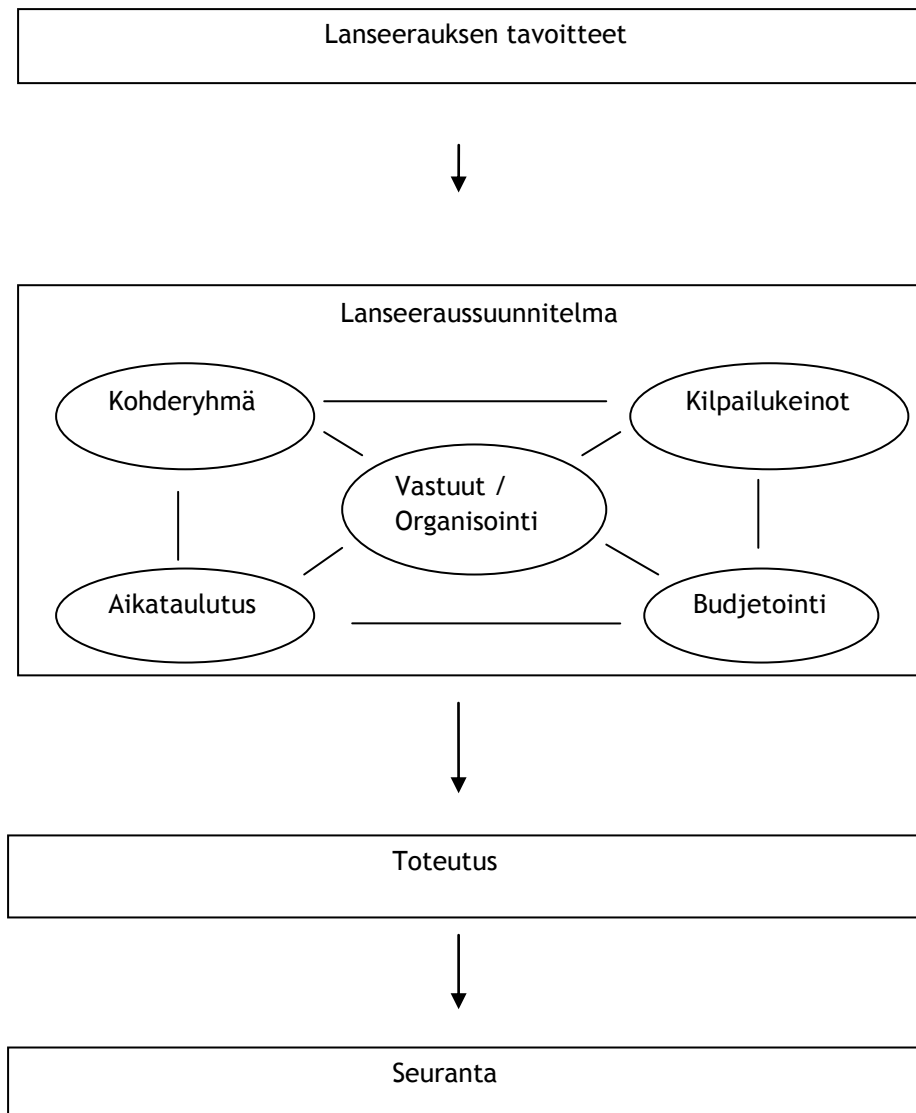 Lanseerauksen tavoitteet
Lanseeraussuunnitelma
Kohderyhmä
Kilpailukeinot
Vastuut /
Organisointi
Aikataulutus
Budjetointi
Toteutus
Seuranta